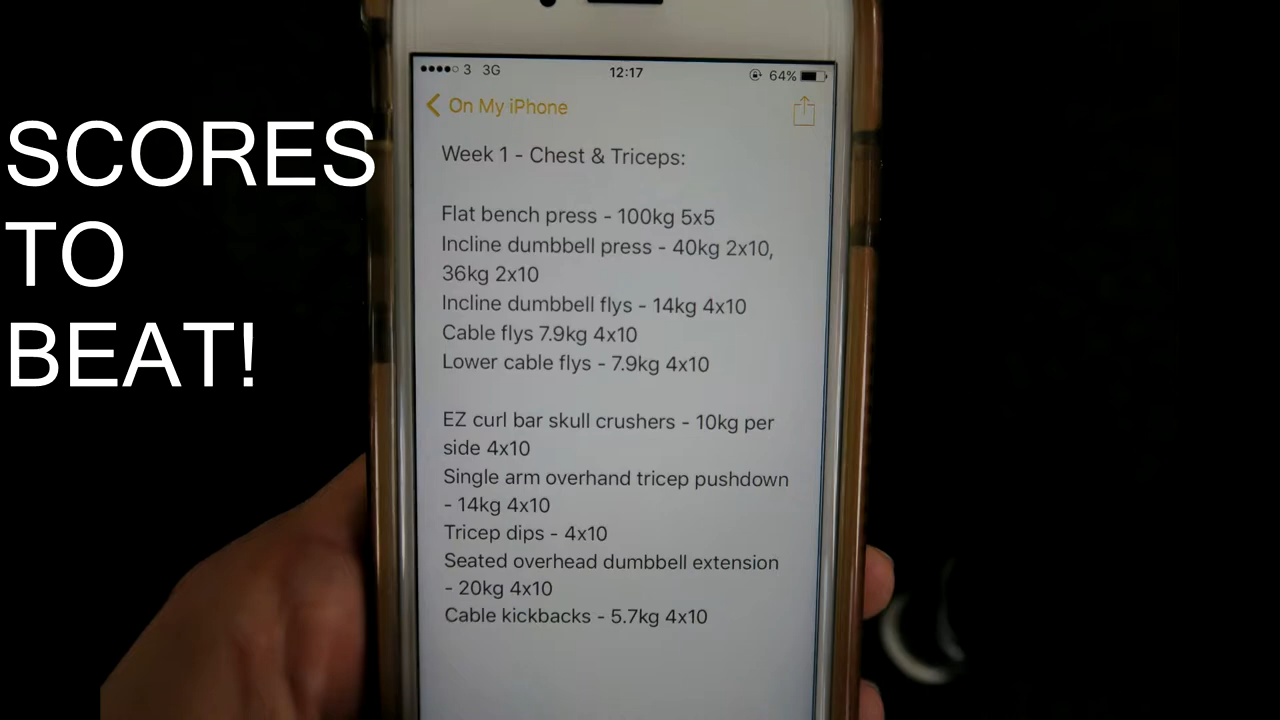 SCORES
TO
BEAT!
3 3G 12:17 64%
On My iPhone
Week 1 - Chest & Triceps:
Flat bench press - 100kg 5x5
Incline dumbbell press - 40kg 2x10,
36kg 2x10
Incline dumbbell flys - 14kg 4x10
Cable flys 7.9kg 4x10
Lower cable flys - 7.9kg 4x10
EZ curl bar skull crushers - 10kg per
side 4x10
Single arm overhand tricep pushdown
- 14kg 4x10
Tricep dips - 4x10
Seated overhead dumbbell extension
- 20kg 4x10
Cable kickbacks - 5.7kg 4x10